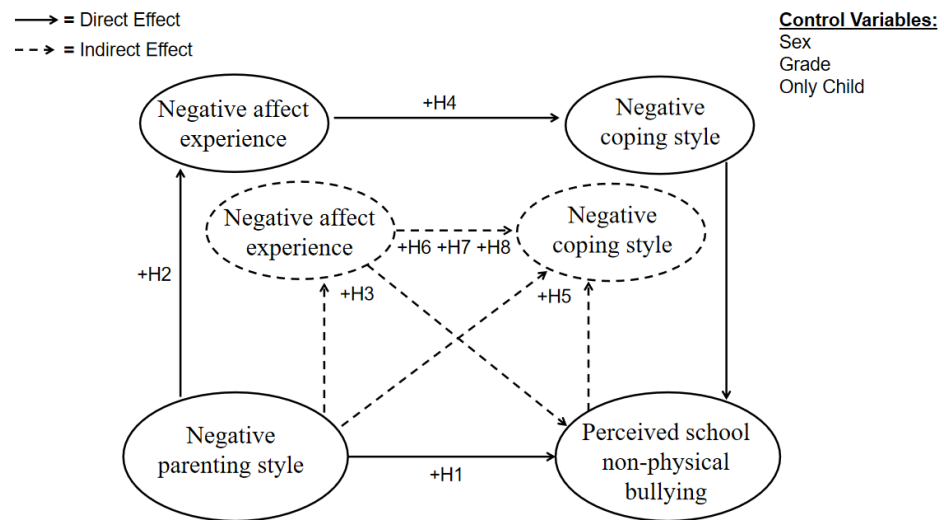 = Direct Effect
= Indirect Effect
Control Variables:
Sex
Grade
Only Child
Negative affect
experience
+H4
Negative
coping style
Negative affect
experience
+H6 +H7 +H8
Negative
coping style
+H2
+H3
+H5
Negative
parenting style
+H1
Perceived school
non-physical
bullying